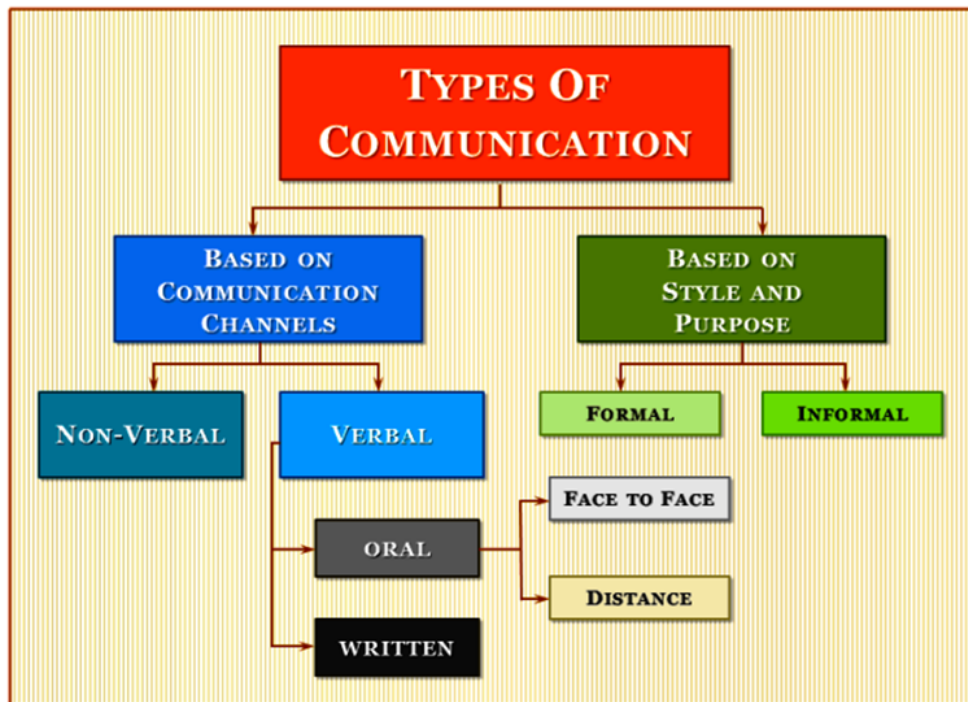 Types Of
Communication
Based on
Communication
Channels
Based on
Style and
Purpose
Non-Verbal
Verbal
Formal
Informal
Face to Face
oral
Distance
written